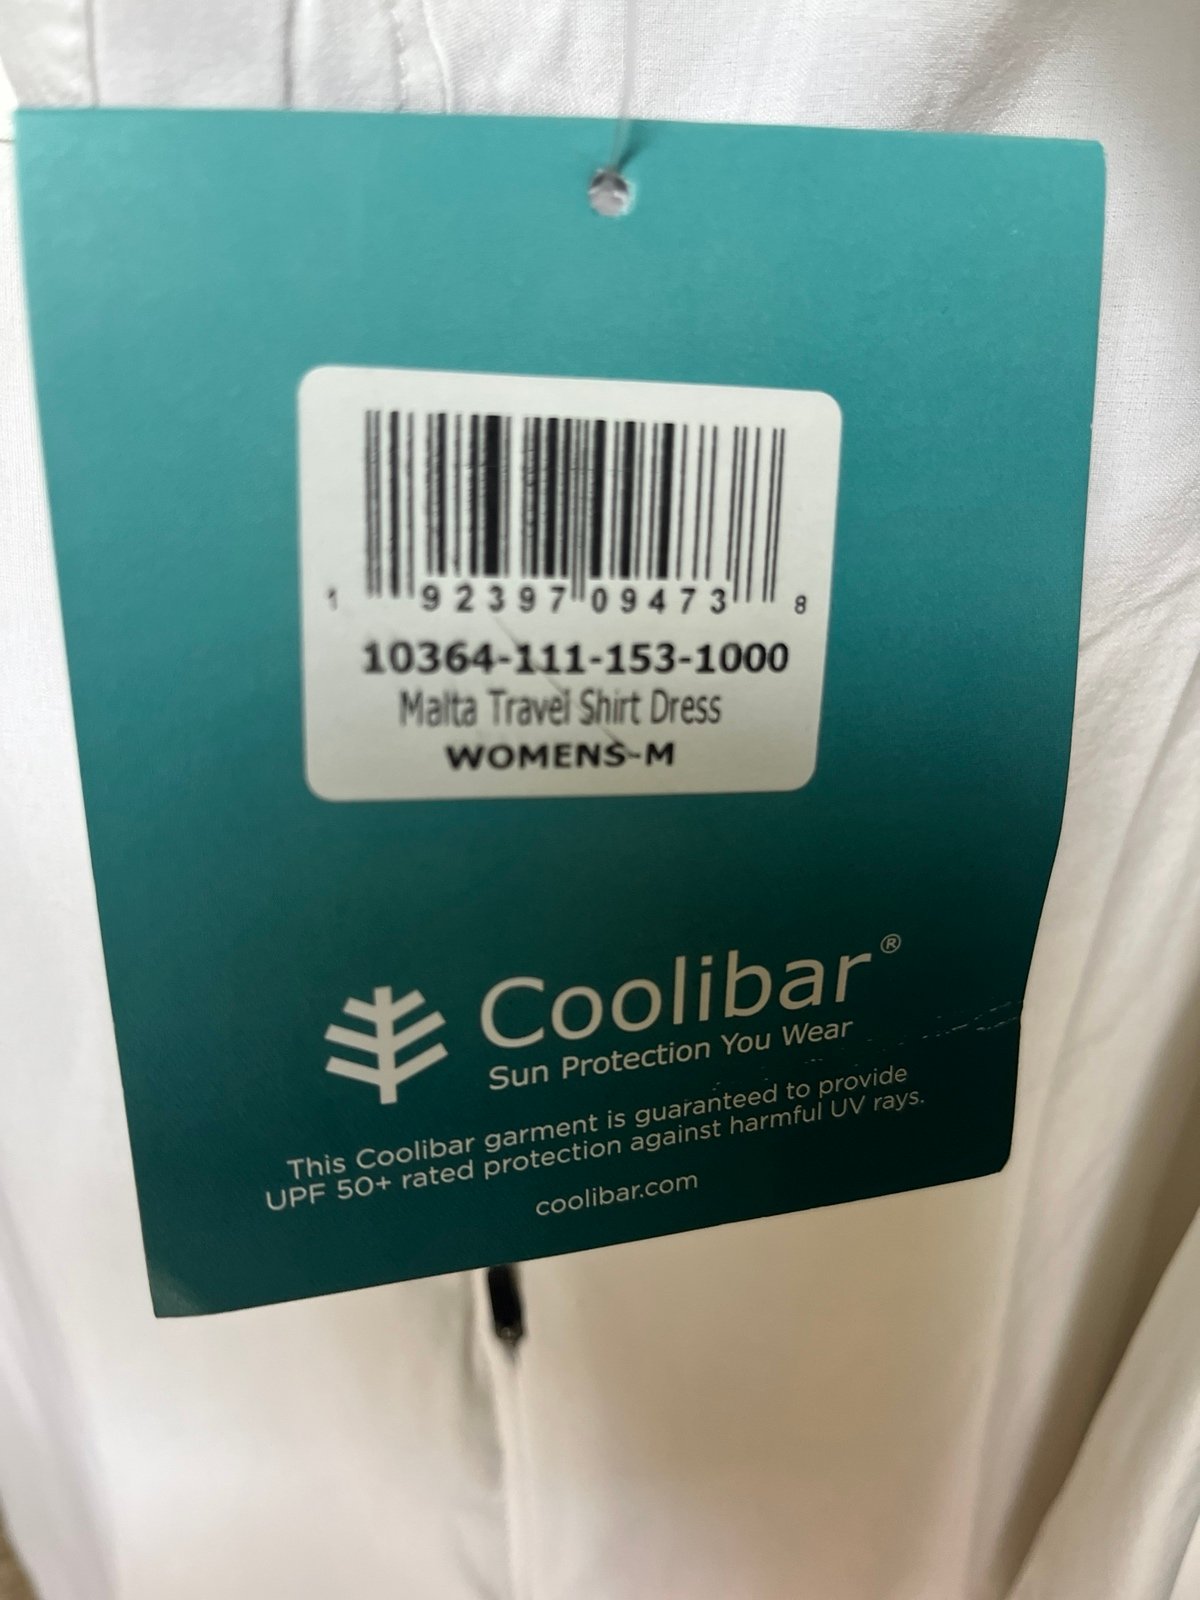 1 92397 09473 8
10364-111-153-1000
Malta Travel Shirt Dress
WOMENS-M
Coolibar®
Sun Protection You Wear
This Coolibar garment is guaranteed to provide
UPF 50+ rated protection against harmful UV rays.
coolibar.com